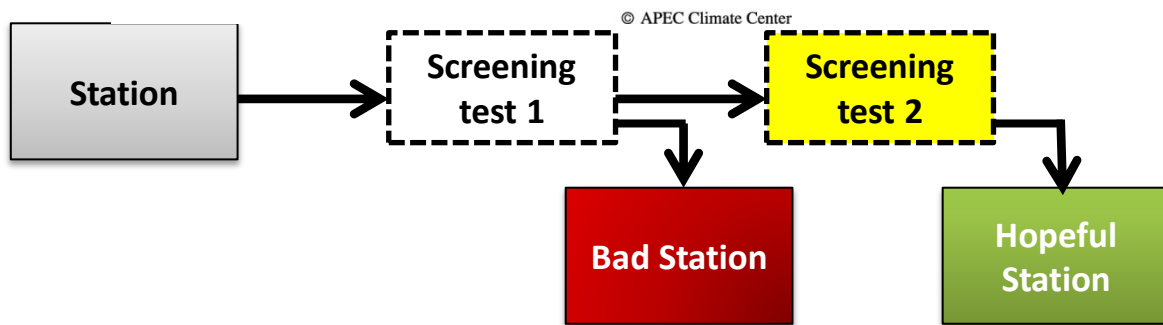 © APEC Climate Center
Station
Screening
test 1
Screening
test 2
Bad Station
Hopeful
Station